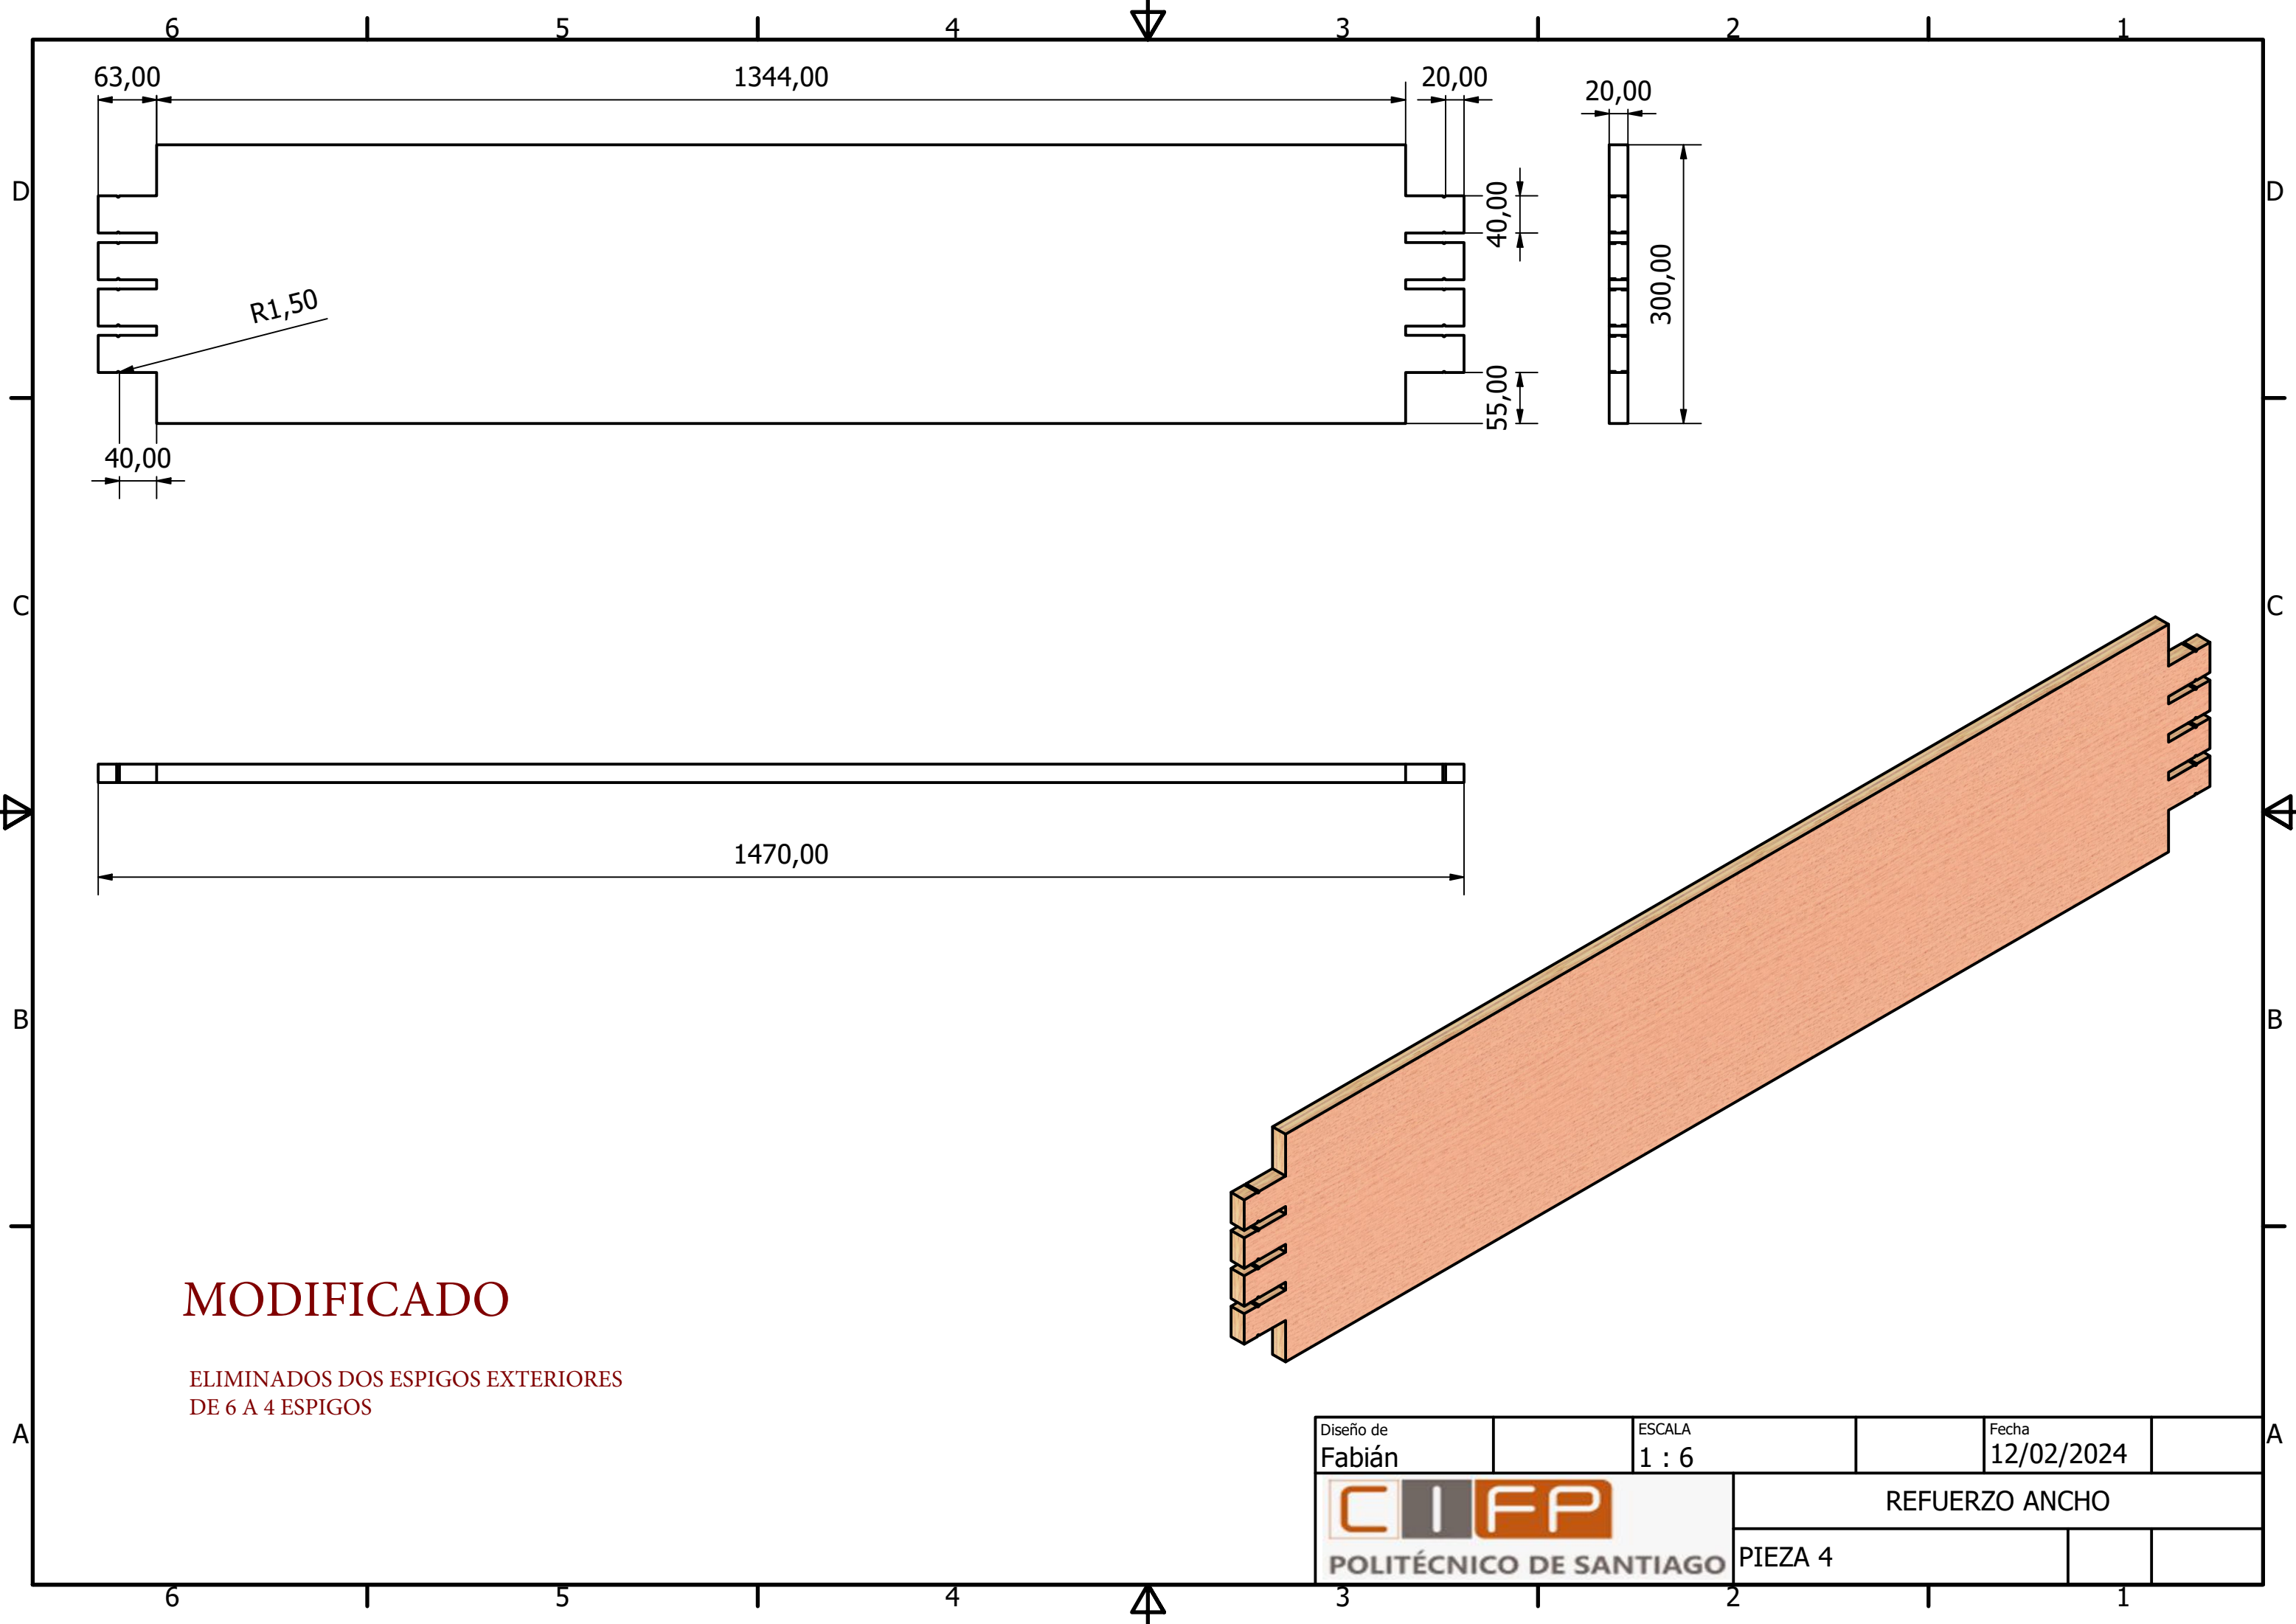 6 5 4 3 2 1
63,00 1344,00 20,00 20,00
D D
40,00
300,00
R1,50
55,00
40,00
C C
1470,00
B B
MODIFICADO
ELIMINADOS DOS ESPIGOS EXTERIORES
DE 6 A 4 ESPIGOS
A A
Diseño de ESCALA Fecha
Fabián 1 : 6 12/02/2024
CIFP
POLITÉCNICO DE SANTIAGO
REFUERZO ANCHO
PIEZA 4
6 5 4 3 2 1